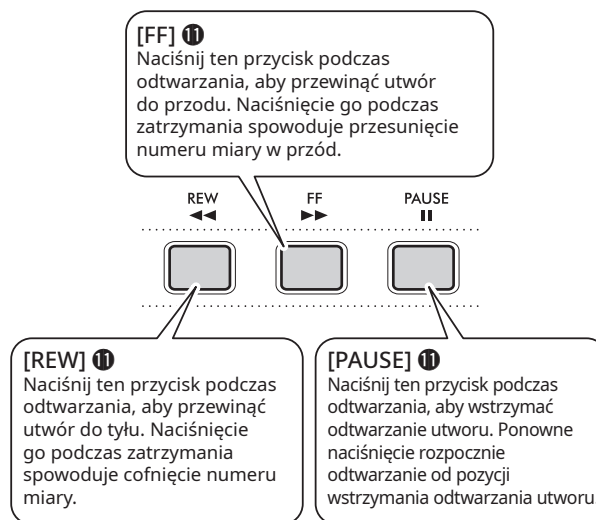 [FF] ⓫
Naciśnij ten przycisk podczas
odtwarzania, aby przewinąć utwór
do przodu. Naciśnięcie go podczas
zatrzymania spowoduje przesunięcie
numeru miary w przód.
REW
FF
PAUSE
[REW] ⓫
Naciśnij ten przycisk podczas
odtwarzania, aby przewinąć
utwór do tyłu. Naciśnięcie
go podczas zatrzymania
spowoduje cofnięcie numeru
miary.
[PAUSE] ⓫
Naciśnij ten przycisk podczas
odtwarzania, aby wstrzymać
odtwarzanie utworu. Ponowne
naciśnięcie rozpocznie
odtwarzanie od pozycji
wstrzymania odtwarzania utworu.